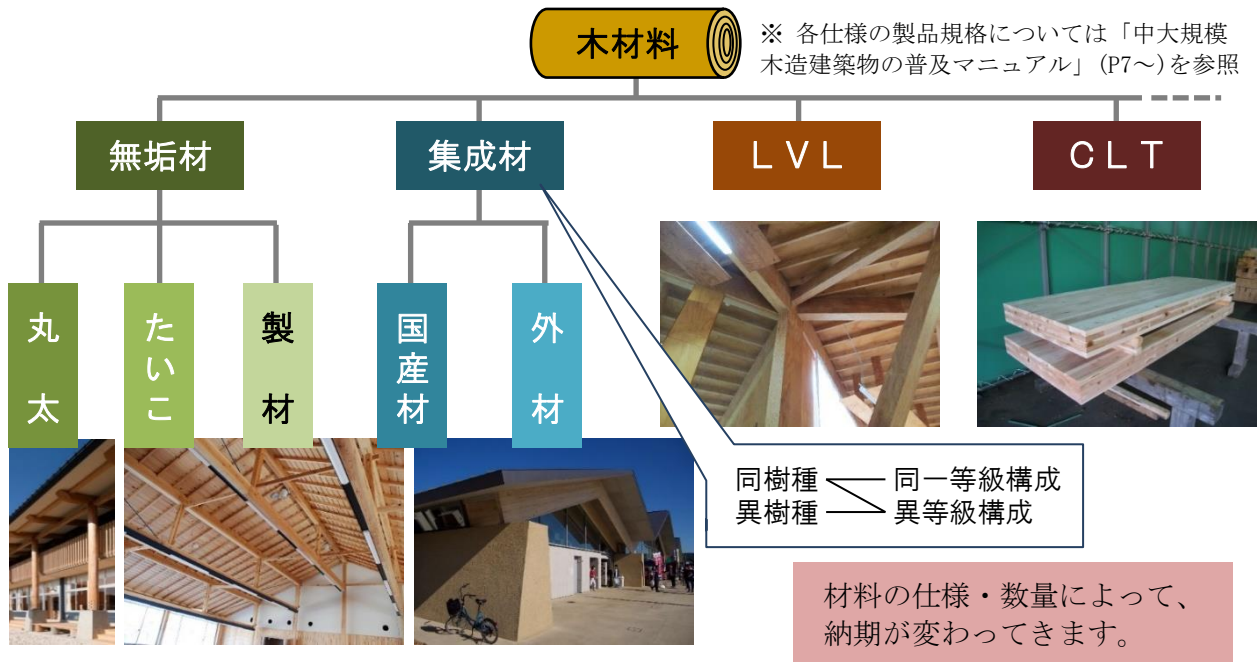 木材料
※ 各仕様の製品規格については「中大規模
木造建築物の普及マニュアル」(P7～)を参照
無垢材
集成材
ＬＶＬ
ＣＬＴ
丸太
たいこ
製材
国産材
外材
同樹種 同一等級構成
異樹種 異等級構成
材料の仕様・数量によって、
納期が変わってきます。